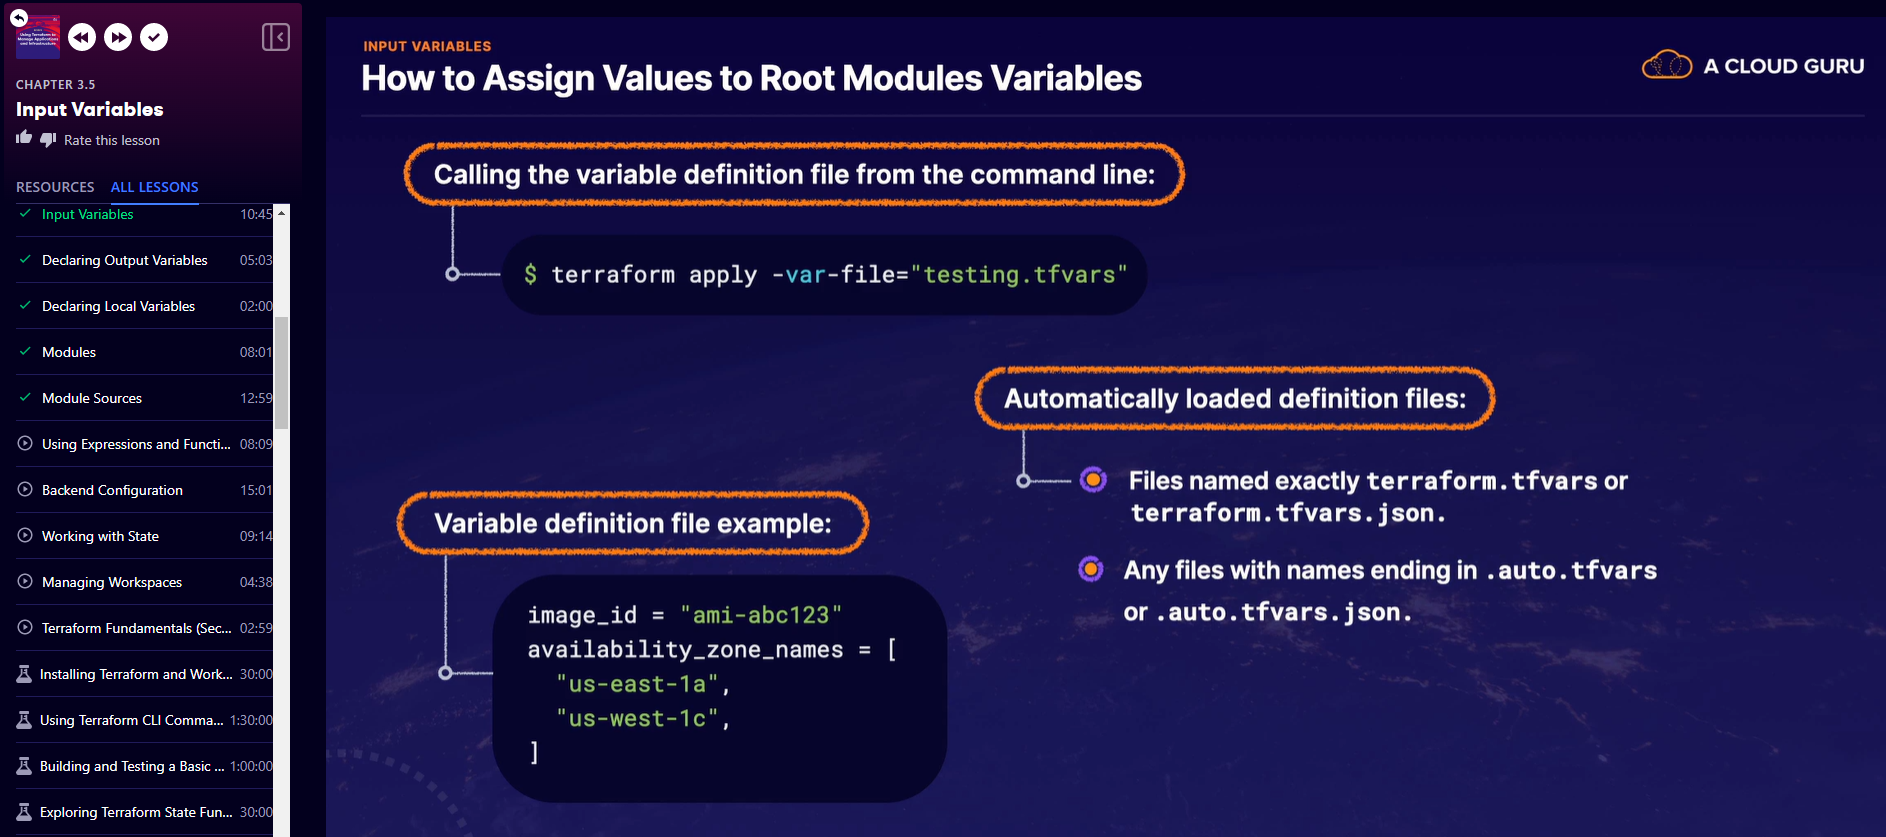 Using Terraform to
Manage Applications
and Infrastructure
CHAPTER 3.5
Input Variables
Rate this lesson
RESOURCES
ALL LESSONS
Input Variables 10:45
Declaring Output Variables 05:03
Declaring Local Variables 02:00
Modules 08:01
Module Sources 12:59
Using Expressions and Functi... 08:09
Backend Configuration 15:01
Working with State 09:14
Managing Workspaces 04:38
Terraform Fundamentals (Sec... 02:59
Installing Terraform and Work... 30:00
Using Terraform CLI Comma... 1:30:00
Building and Testing a Basic ... 1:00:00
Exploring Terraform State Fun... 30:00
INPUT VARIABLES
How to Assign Values to Root Modules Variables
A CLOUD GURU
Calling the variable definition file from the command line:
$ terraform apply -var-file="testing.tfvars"
Automatically loaded definition files:
Files named exactly terraform.tfvars or
terraform.tfvars.json.
Any files with names ending in .auto.tfvars
or .auto.tfvars.json.
Variable definition file example:
image_id = "ami-abc123"
availability_zone_names = [
"us-east-1a",
"us-west-1c",
]